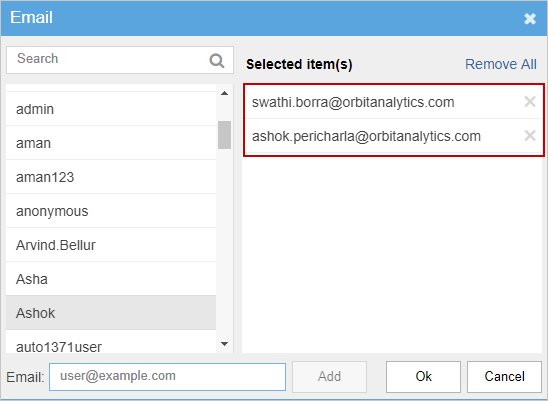 Email
Search
admin
aman
aman123
anonymous
Arvind.Bellur
Asha
Ashok
auto1371user
Selected item(s)
Remove All
swathi.borra@orbitanalytics.com
ashok.pericharla@orbitanalytics.com
Email: user@example.com
Add
Ok
Cancel